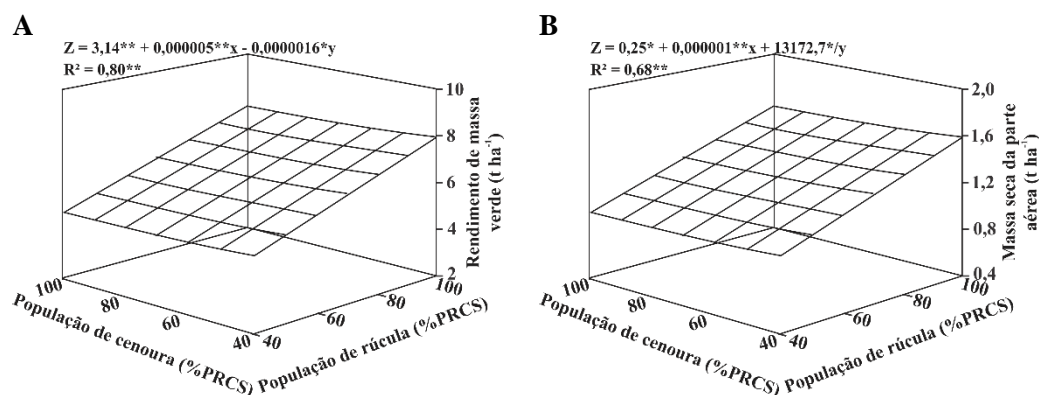 A
Z = 3,14** + 0,000005**x - 0,0000016*y
R² = 0,80**
10
8
6
4
2
Rendimento de massa
verde (t ha⁻¹)
100
80
60
40
População de cenoura (%PRCS)
40
60
80
100
População de rúcula (%PRCS)
B
Z = 0,25* + 0,000001**x + 13172,7*/y
R² = 0,68**
2,0
1,6
1,2
0,8
0,4
Massa seca da parte
aérea (t ha⁻¹)
100
80
60
40
População de cenoura (%PRCS)
40
60
80
100
População de rúcula (%PRCS)